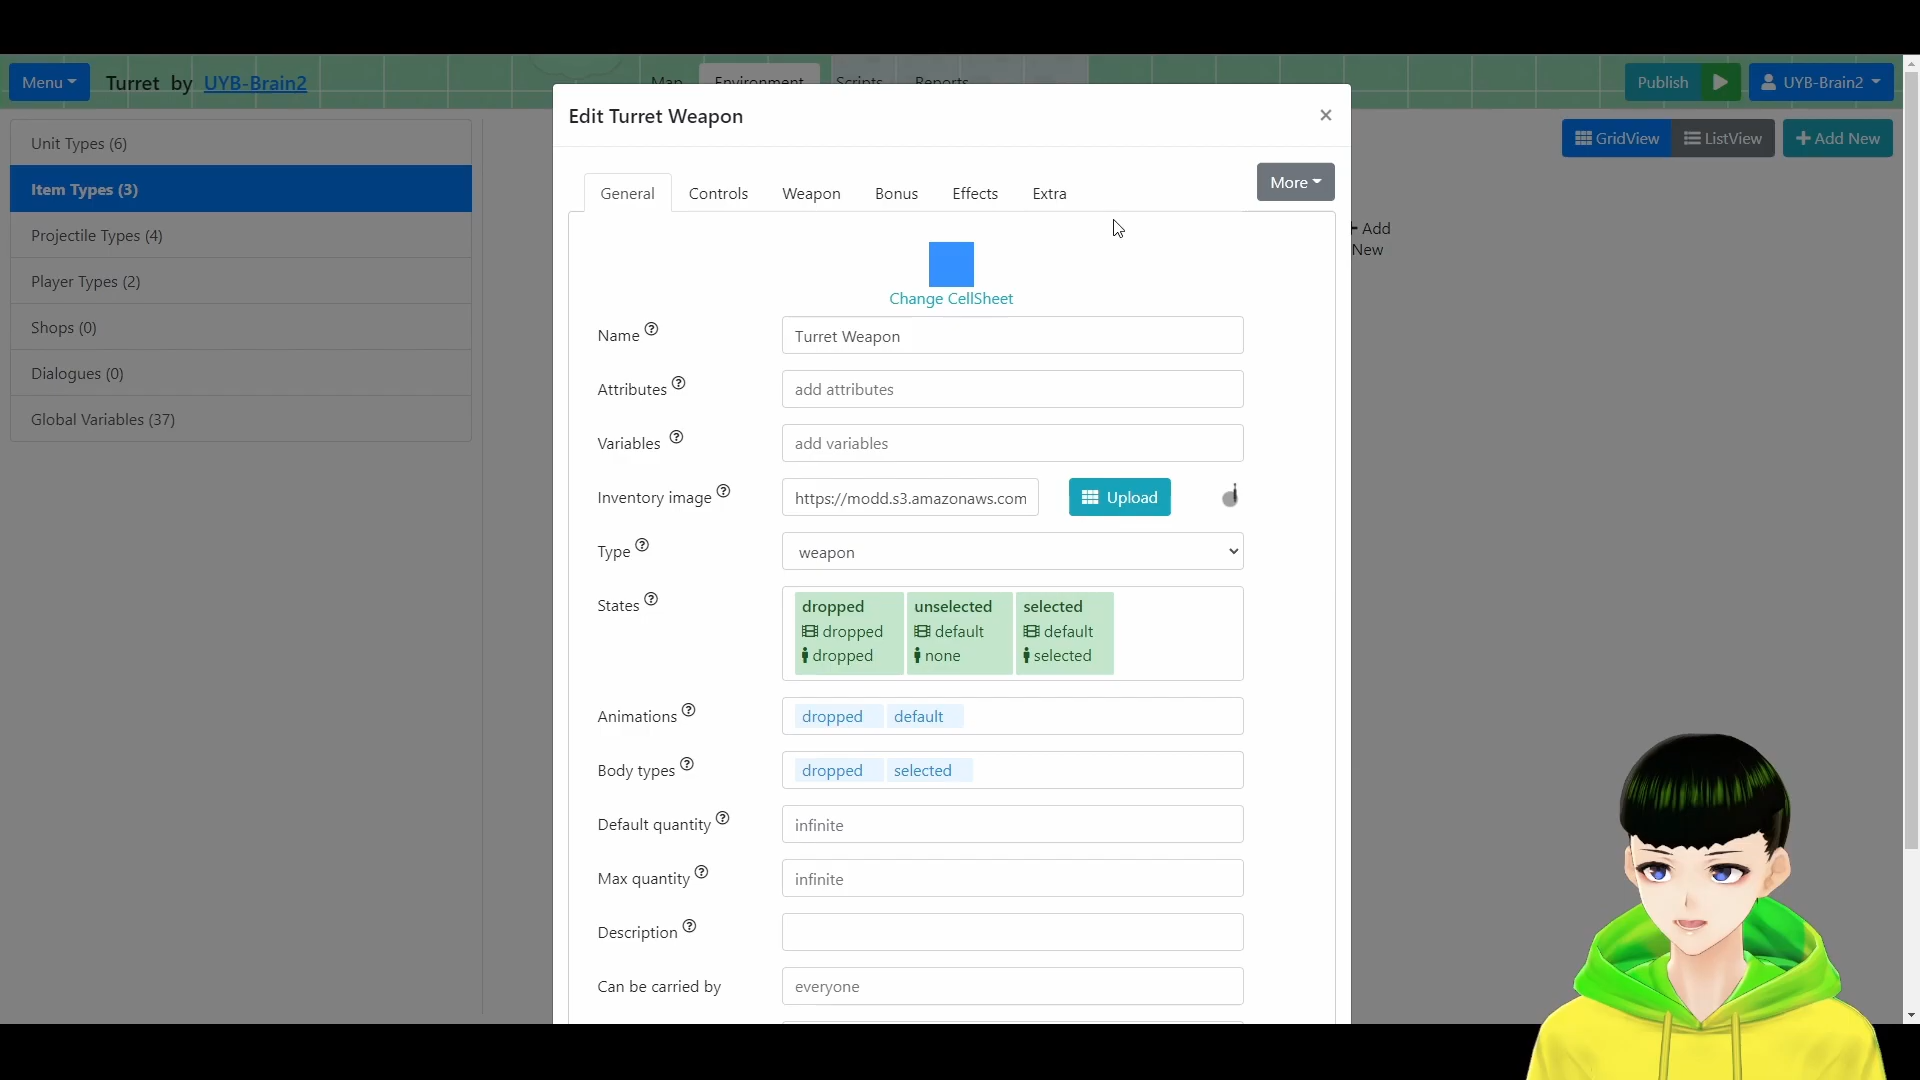 Menu
Turret by UYB-Brain2
Map
Environment
Scripts
Reports
Publish
UYB-Brain2
Unit Types (6)
Item Types (3)
Projectile Types (4)
Player Types (2)
Shops (0)
Dialogues (0)
Global Variables (37)
GridView
ListView
Add New
Add
New
Edit Turret Weapon
×
General
Controls
Weapon
Bonus
Effects
Extra
More
Change CellSheet
Name
Turret Weapon
Attributes
add attributes
Variables
add variables
Inventory image
https://modd.s3.amazonaws.com
Upload
Type
weapon
States
dropped
dropped
dropped
unselected
default
none
selected
default
selected
Animations
dropped
default
Body types
dropped
selected
Default quantity
infinite
Max quantity
infinite
Description
Can be carried by
everyone